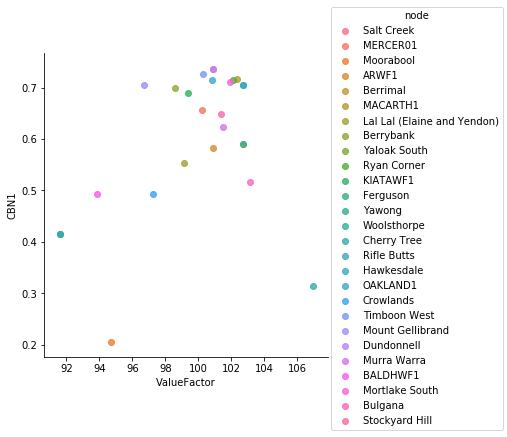 node
Salt Creek
MERCER01
Moorabool
ARWF1
Berrimal
MACARTH1
Lal Lal (Elaine and Yendon)
Berrybank
Yaloak South
Ryan Corner
KIATAWF1
Ferguson
Yawong
Woolsthorpe
Cherry Tree
Rifle Butts
Hawkesdale
OAKLAND1
Crowlands
Timboon West
Mount Gellibrand
Dundonnell
Murra Warra
BALDHWF1
Mortlake South
Bulgana
Stockyard Hill
CBN1
0.7
0.6
0.5
0.4
0.3
0.2
92 94 96 98 100 102 104 106
ValueFactor